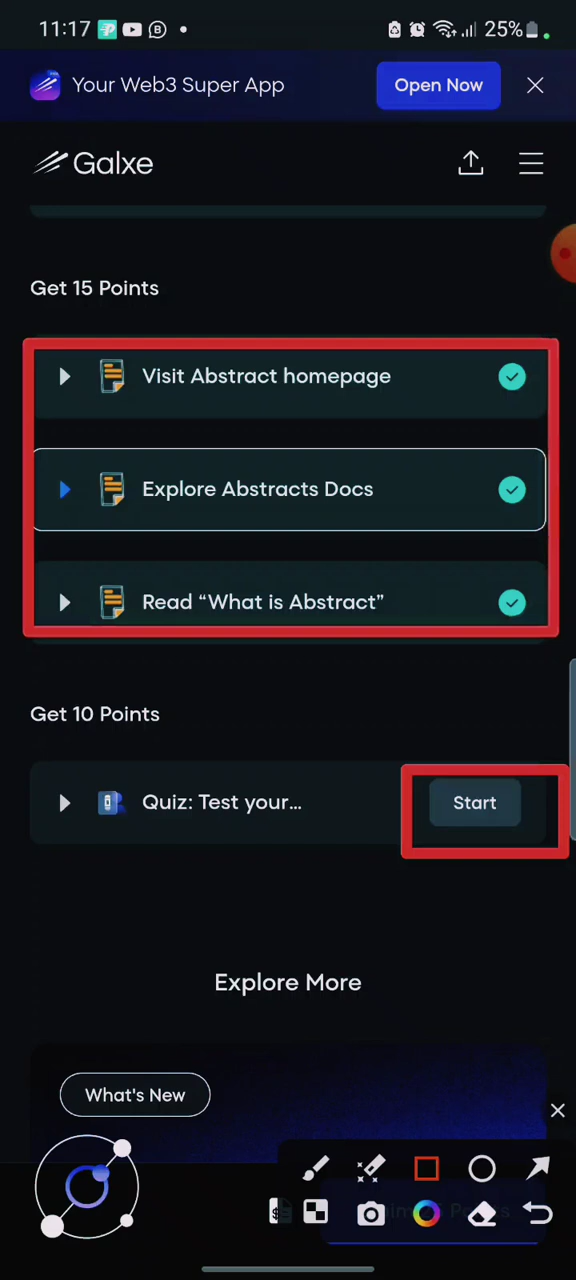 11:17
25%
Your Web3 Super App
Open Now
Galxe
Get 15 Points
Visit Abstract homepage
Explore Abstracts Docs
Read “What is Abstract”
Get 10 Points
Quiz: Test your...
Start
Explore More
What's New